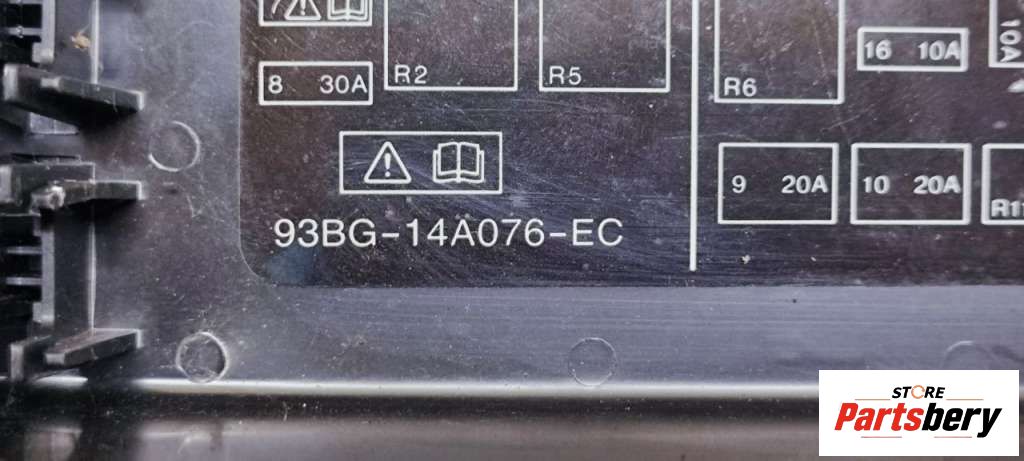 R2
R5
R6
8 30A
16 10A
10A
9 20A
10 20A
93BG-14A076-EC
STORE
Partsbery